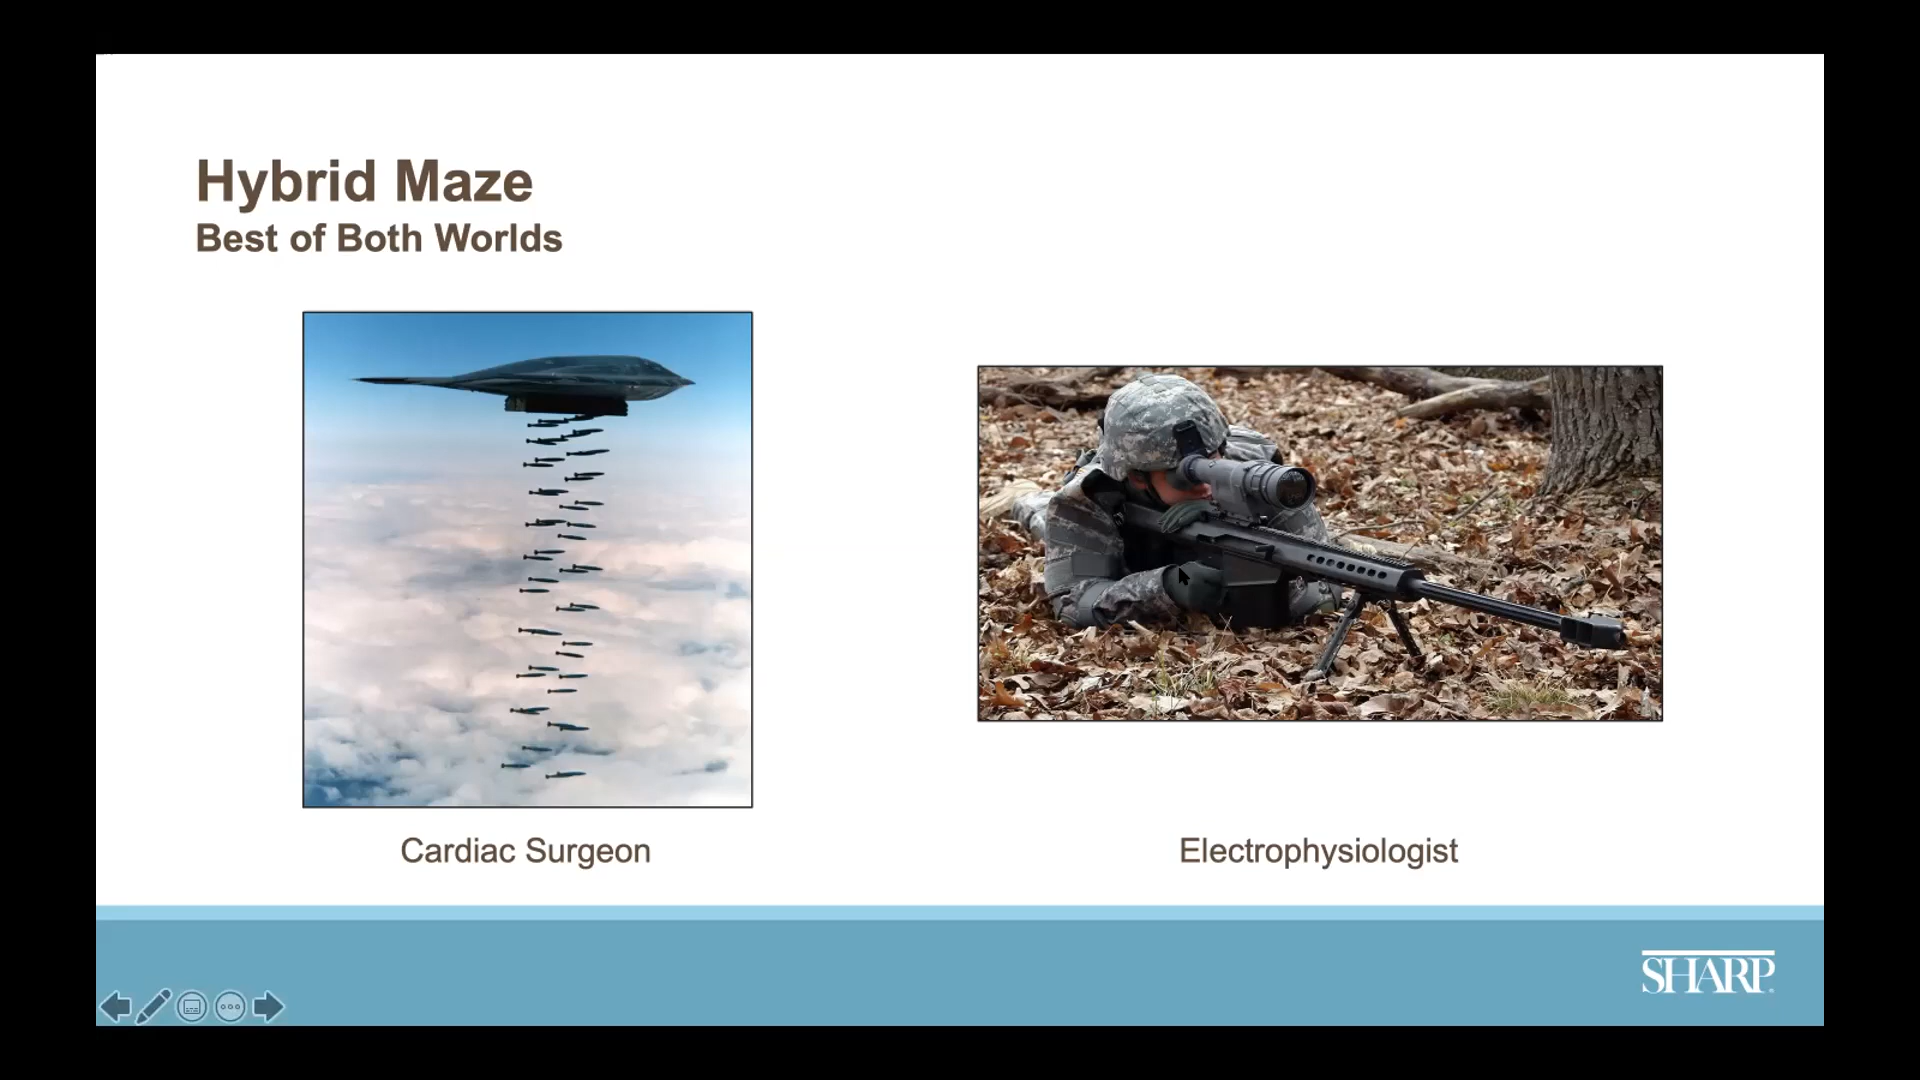 Hybrid Maze
Best of Both Worlds
Cardiac Surgeon
Electrophysiologist
SHARP